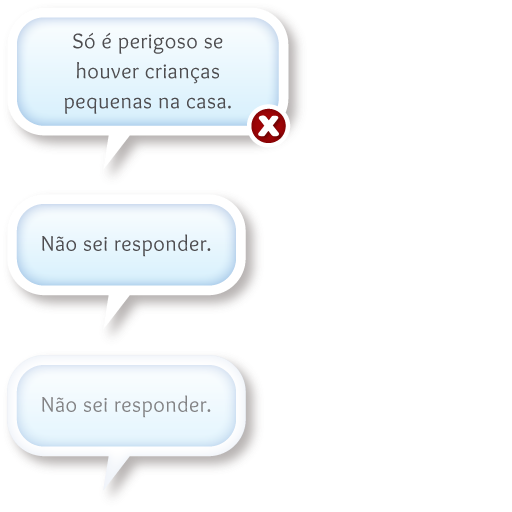 Só é perigoso se
houver crianças
pequenas na casa.
Não sei responder.
Não sei responder.